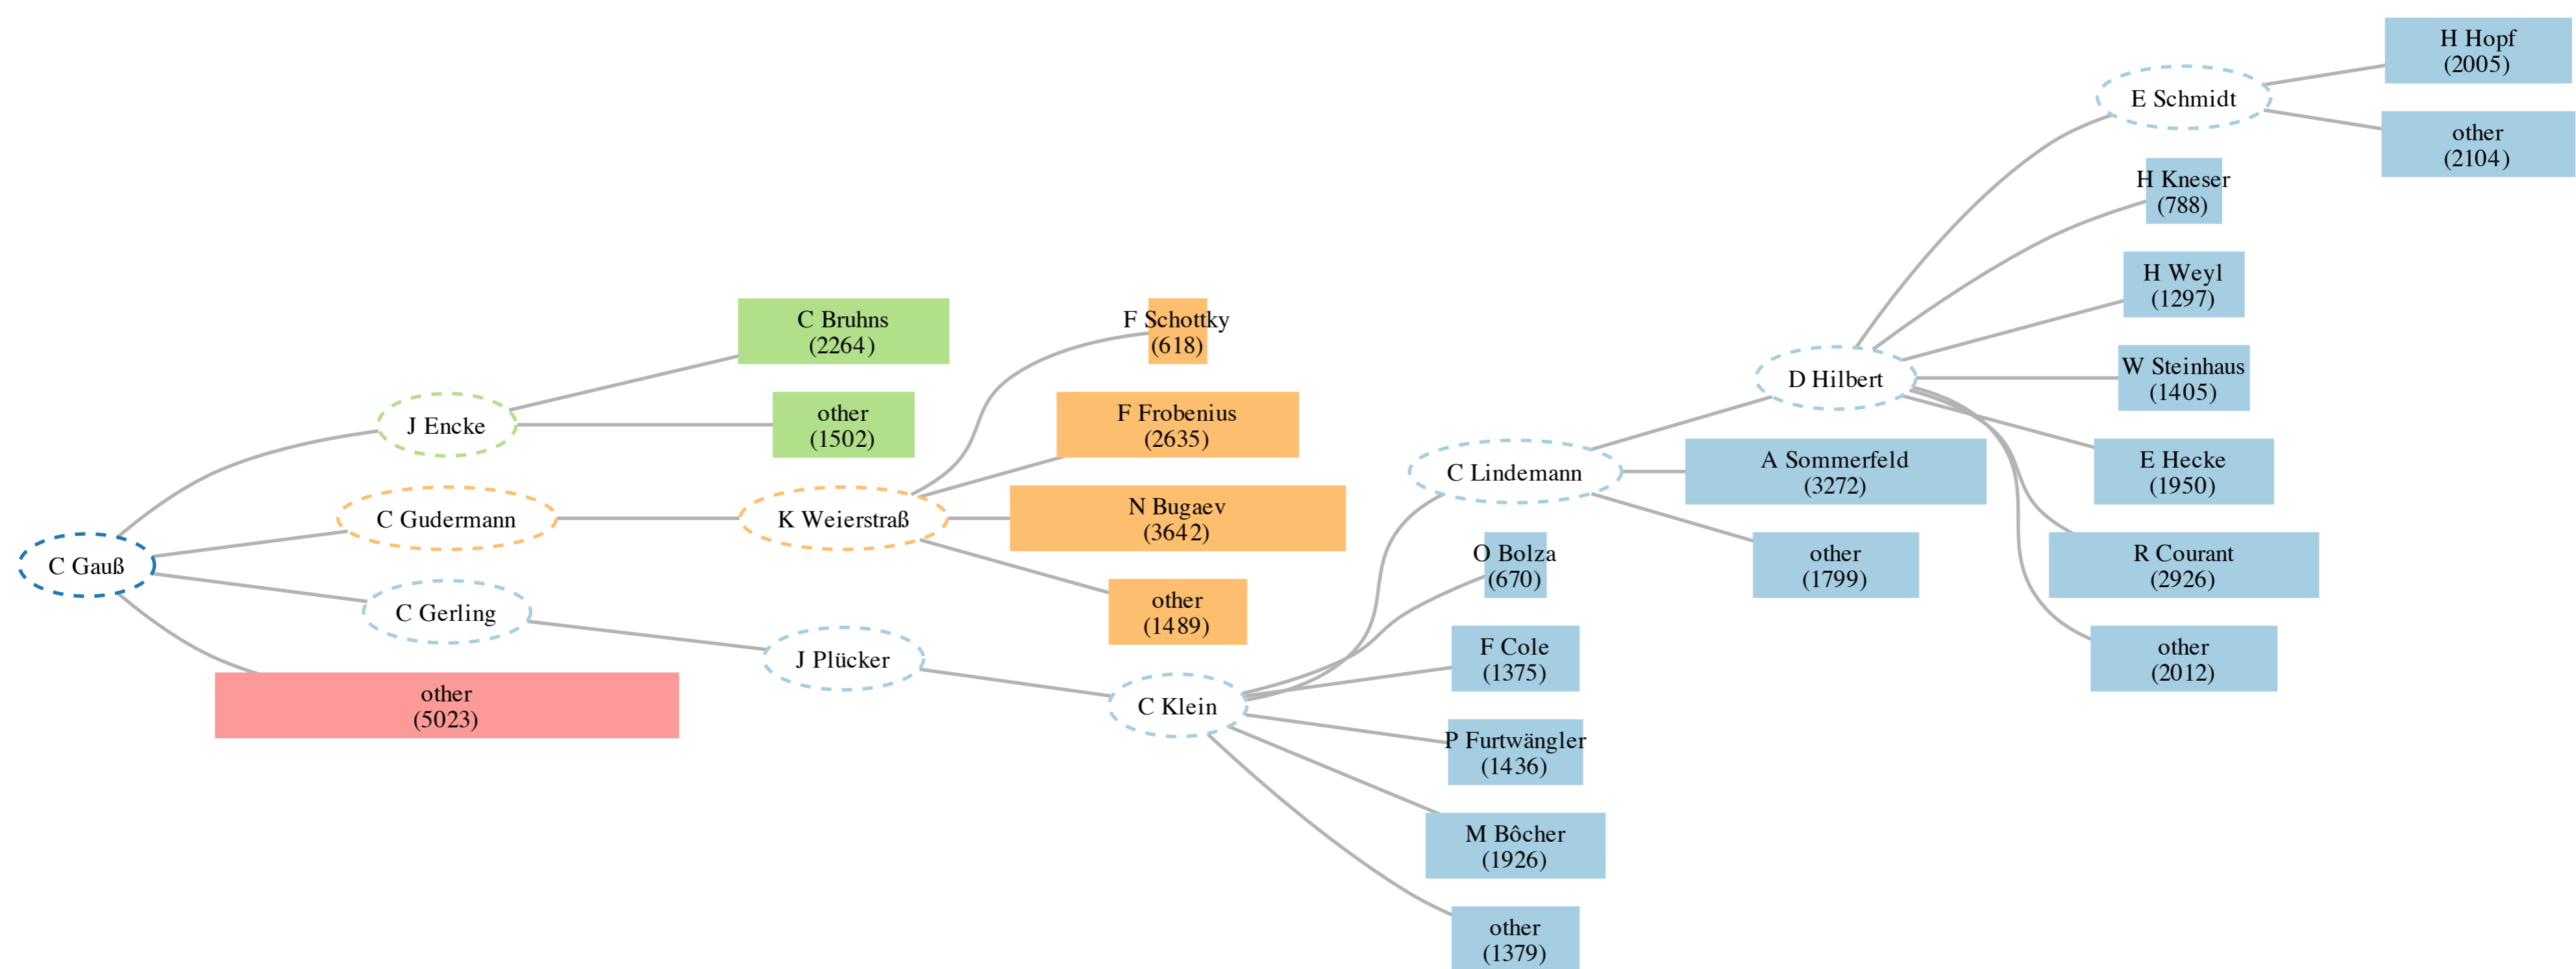 H Hopf
(2005)
E Schmidt
other
(2104)
H Kneser
(788)
H Weyl
(1297)
C Bruhns
(2264)
F Schottky
(618)
D Hilbert
W Steinhaus
(1405)
J Encke
other
(1502)
F Frobenius
(2635)
C Lindemann
A Sommerfeld
(3272)
E Hecke
(1950)
C Gudermann
K Weierstraß
N Bugaev
(3642)
C Gauß
O Bolza
(670)
other
(1799)
R Courant
(2926)
C Gerling
other
(1489)
J Plücker
F Cole
(1375)
other
(2012)
other
(5023)
C Klein
P Furtwängler
(1436)
M Bôcher
(1926)
other
(1379)